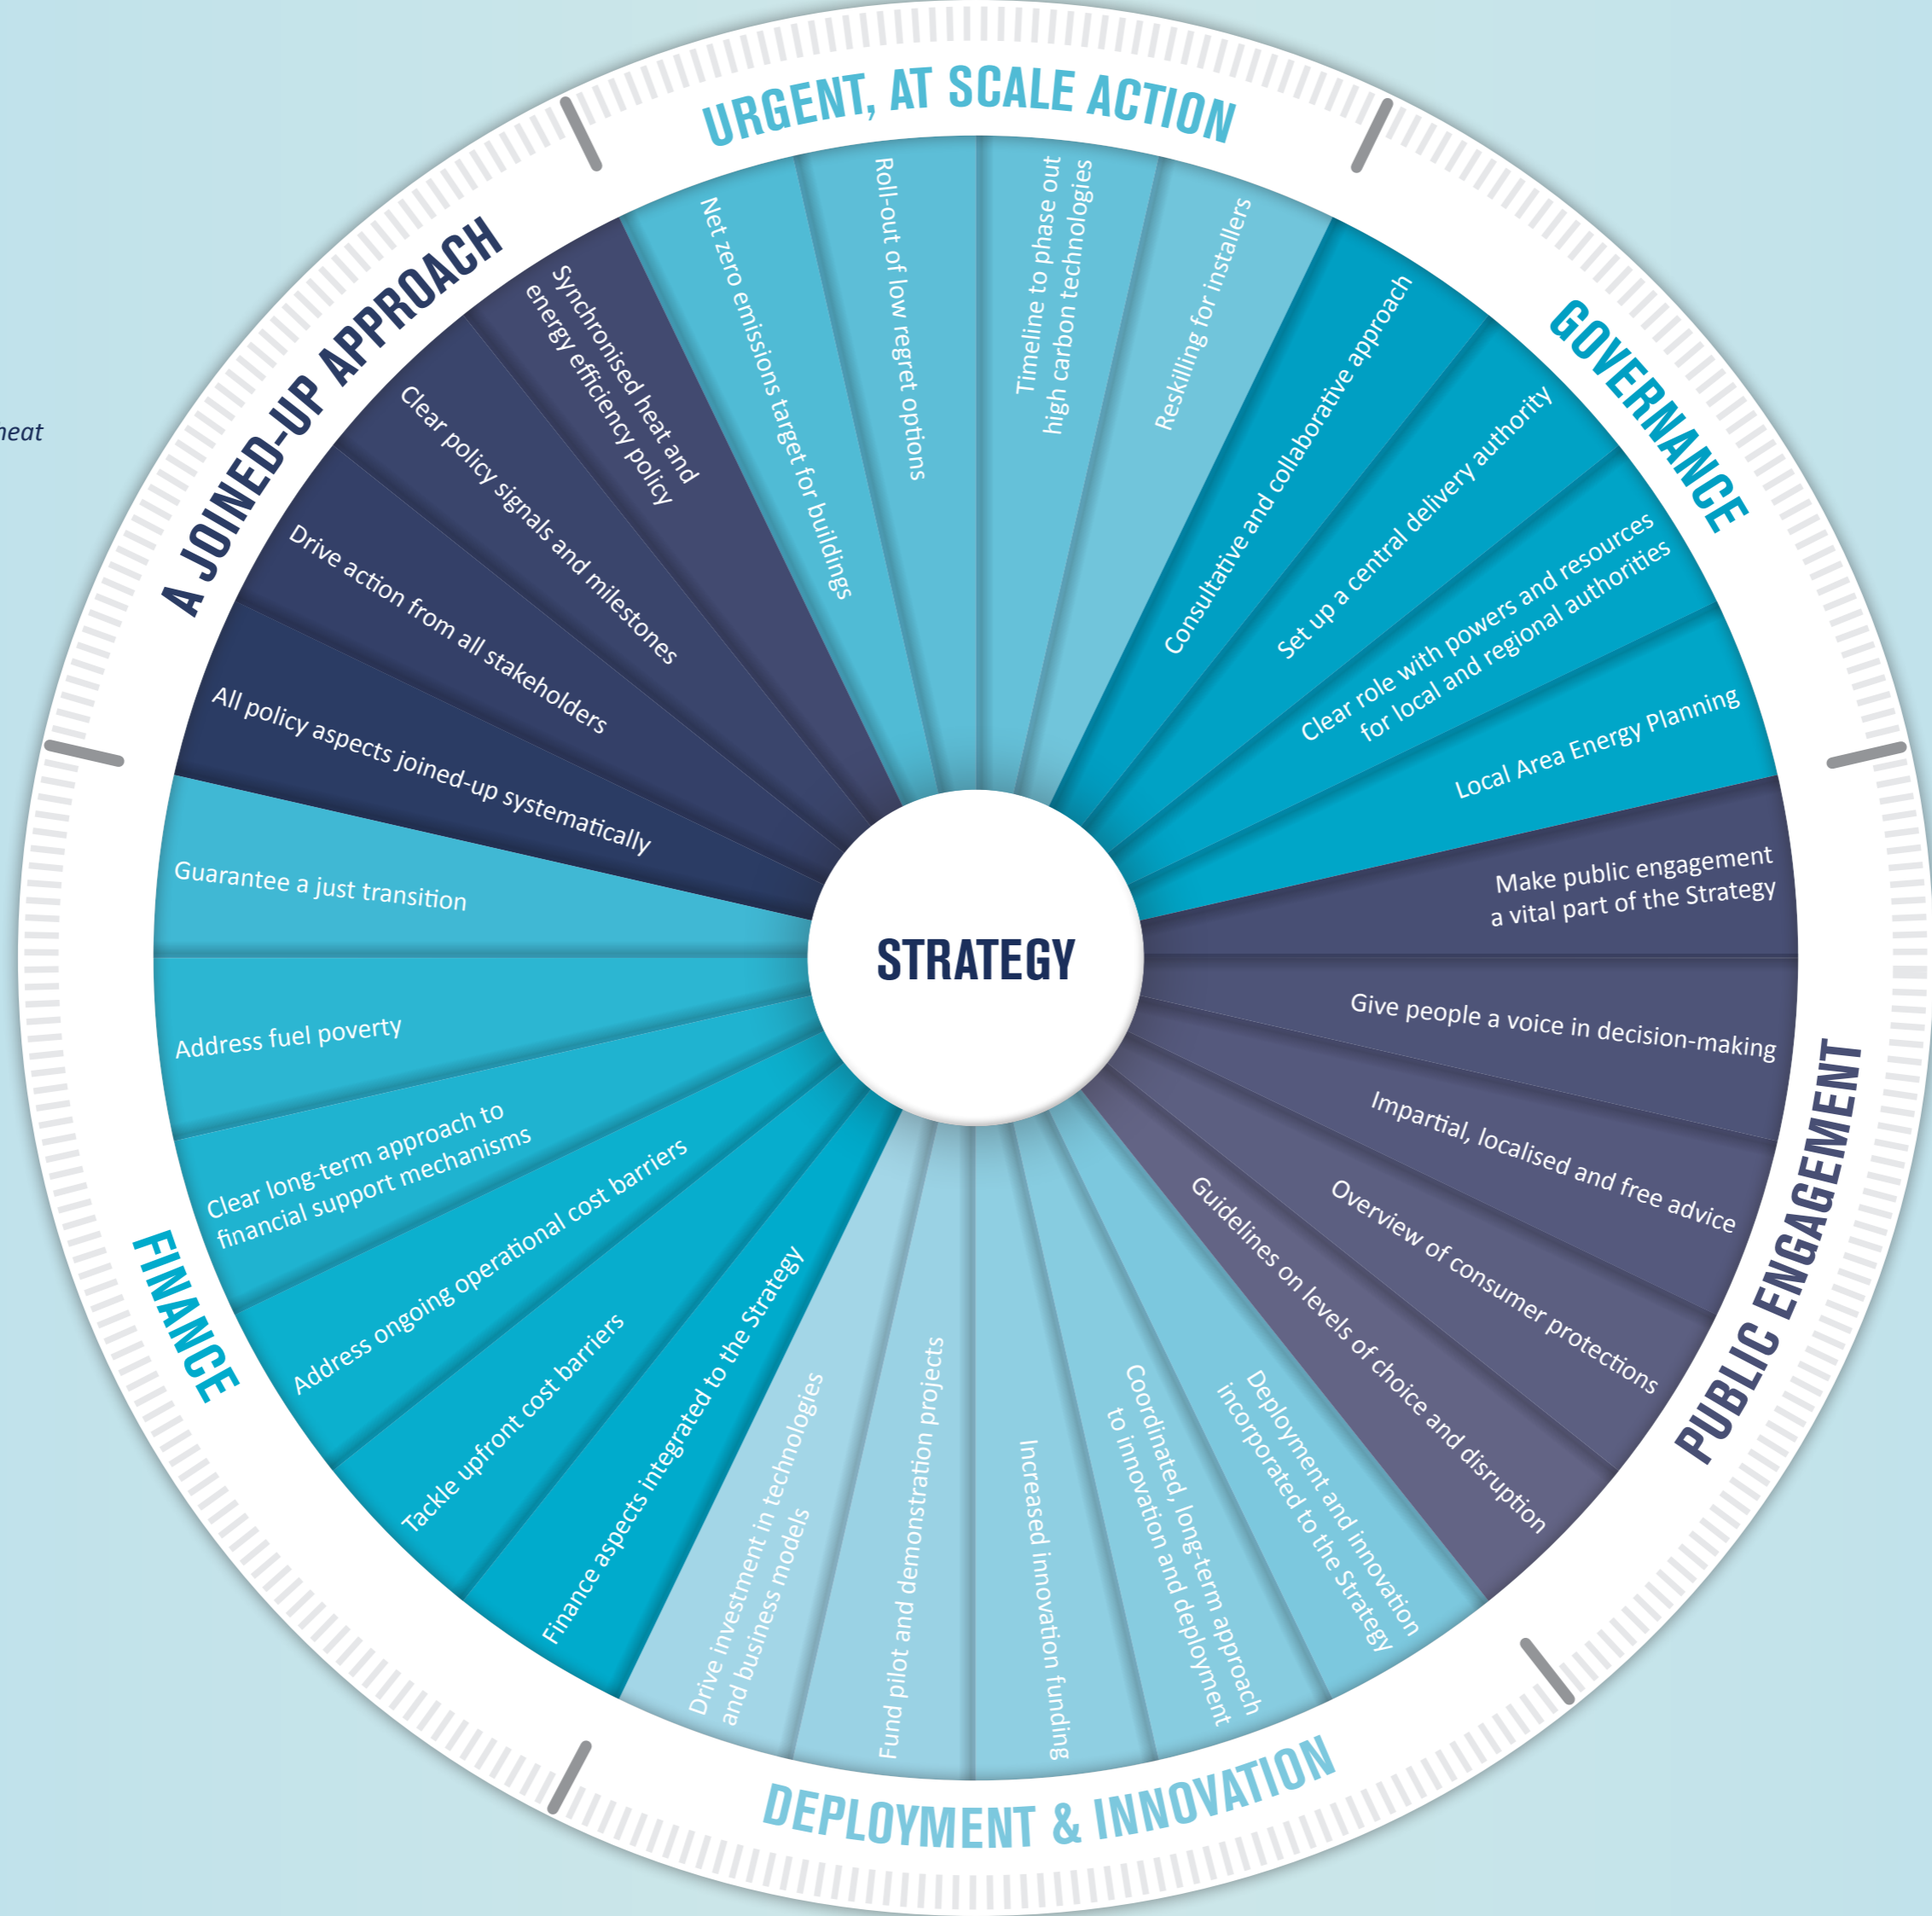 heat
URGENT, AT SCALE ACTION
Net zero emissions target for buildings
Roll-out of low regret options
Timeline to phase out
high carbon technologies
Reskilling for installers
GOVERNANCE
Consultative and collaborative approach
Set up a central delivery authority
Clear role with powers and resources
for local and regional authorities
Local Area Energy Planning
PUBLIC ENGAGEMENT
Make public engagement
a vital part of the Strategy
Give people a voice in decision-making
Impartial, localised and free advice
Overview of consumer protections
Guidelines on levels of choice and disruption
DEPLOYMENT & INNOVATION
Deployment and innovation
incorporated to the Strategy
Coordinated, long-term approach
to innovation and deployment
Increased innovation funding
Fund pilot and demonstration projects
Drive investment in technologies
and business models
FINANCE
Finance aspects integrated to the Strategy
Tackle upfront cost barriers
Address ongoing operational cost barriers
Clear long-term approach to
financial support mechanisms
Address fuel poverty
Guarantee a just transition
A JOINED-UP APPROACH
All policy aspects joined-up systematically
Drive action from all stakeholders
Clear policy signals and milestones
Synchronised heat and
energy efficiency policy
STRATEGY